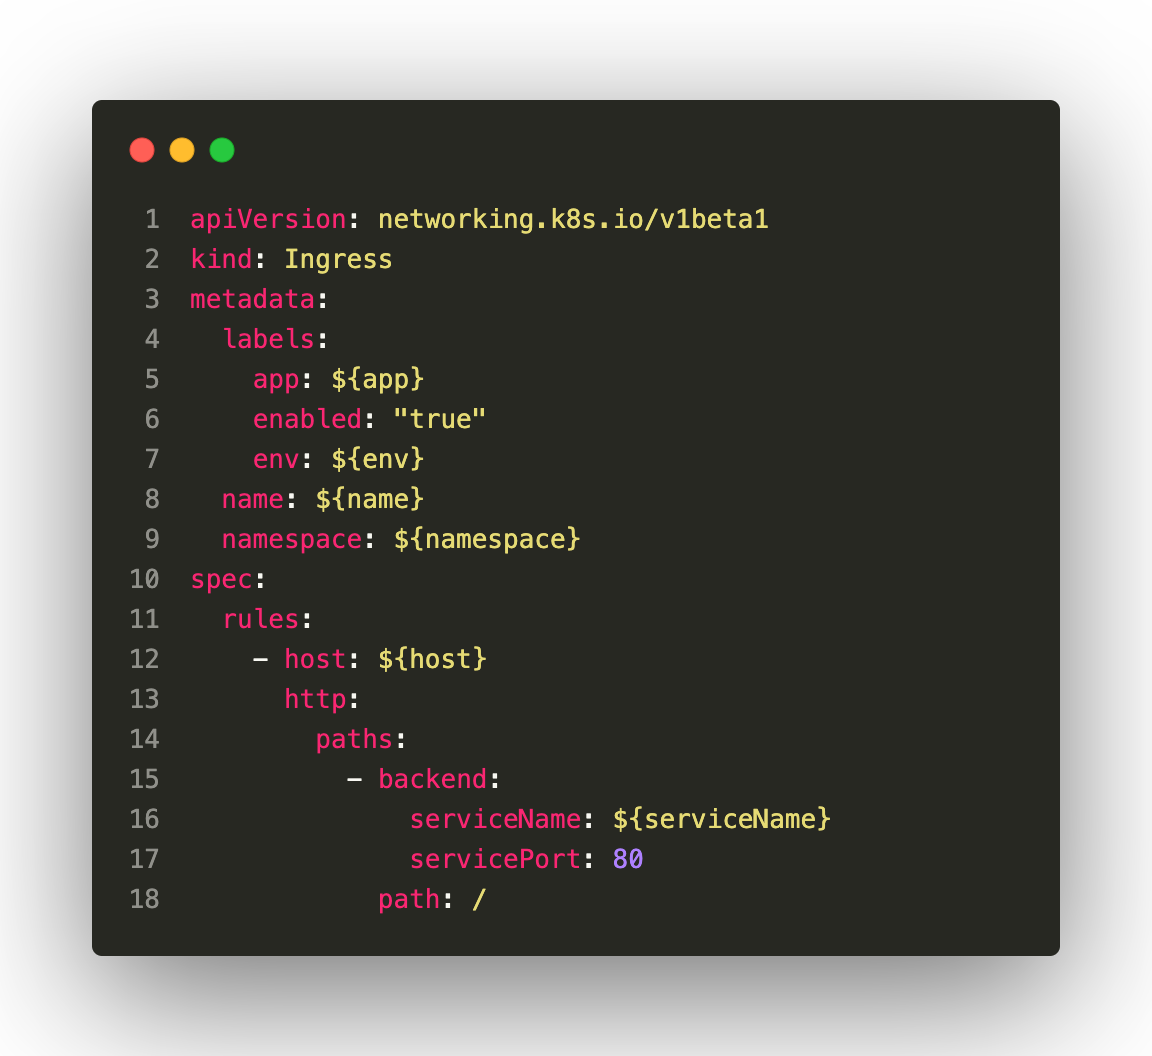 1 apiVersion: networking.k8s.io/v1beta1
2 kind: Ingress
3 metadata:
4   labels:
5     app: ${app}
6     enabled: "true"
7     env: ${env}
8   name: ${name}
9   namespace: ${namespace}
10 spec:
11   rules:
12     - host: ${host}
13       http:
14         paths:
15           - backend:
16               serviceName: ${serviceName}
17               servicePort: 80
18             path: /